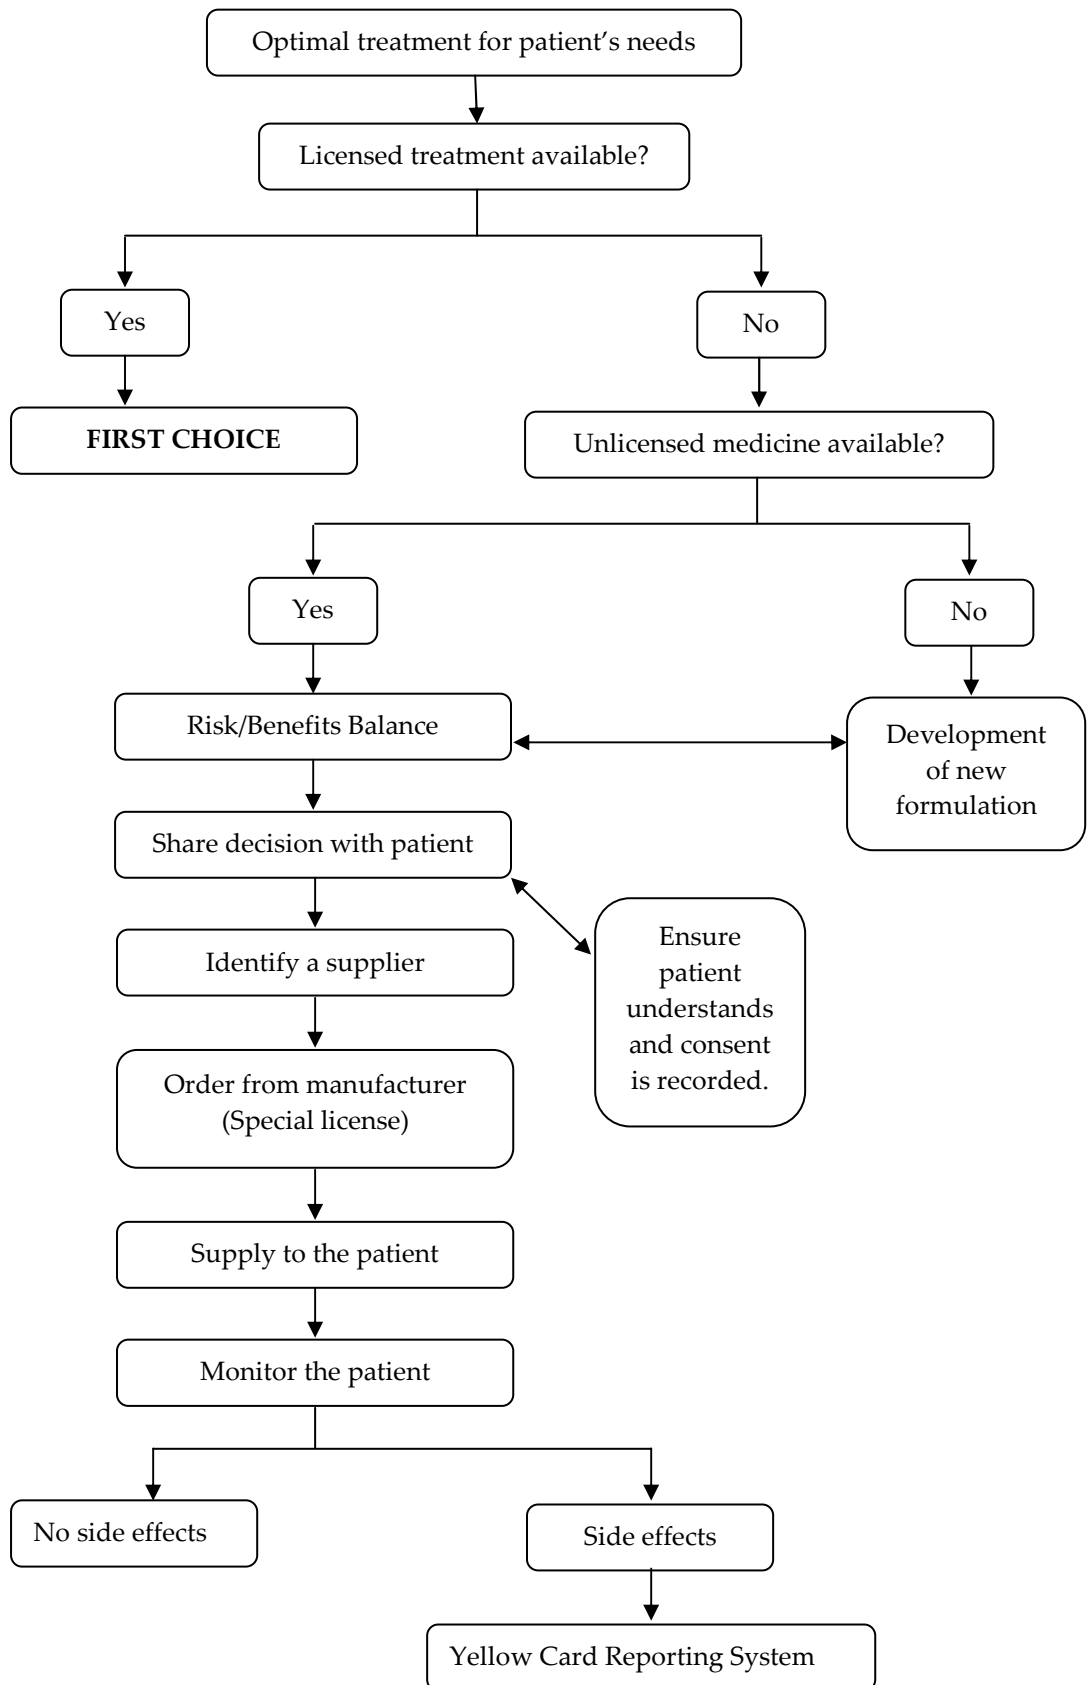 Optimal treatment for patient’s needs
Licensed treatment available?
Yes
No
FIRST CHOICE
Unlicensed medicine available?
Yes
No
Risk/Benefits Balance
Development
of new
formulation
Share decision with patient
Ensure
patient
understands
and consent
is recorded.
Identify a supplier
Order from manufacturer
(Special license)
Supply to the patient
Monitor the patient
No side effects
Side effects
Yellow Card Reporting System